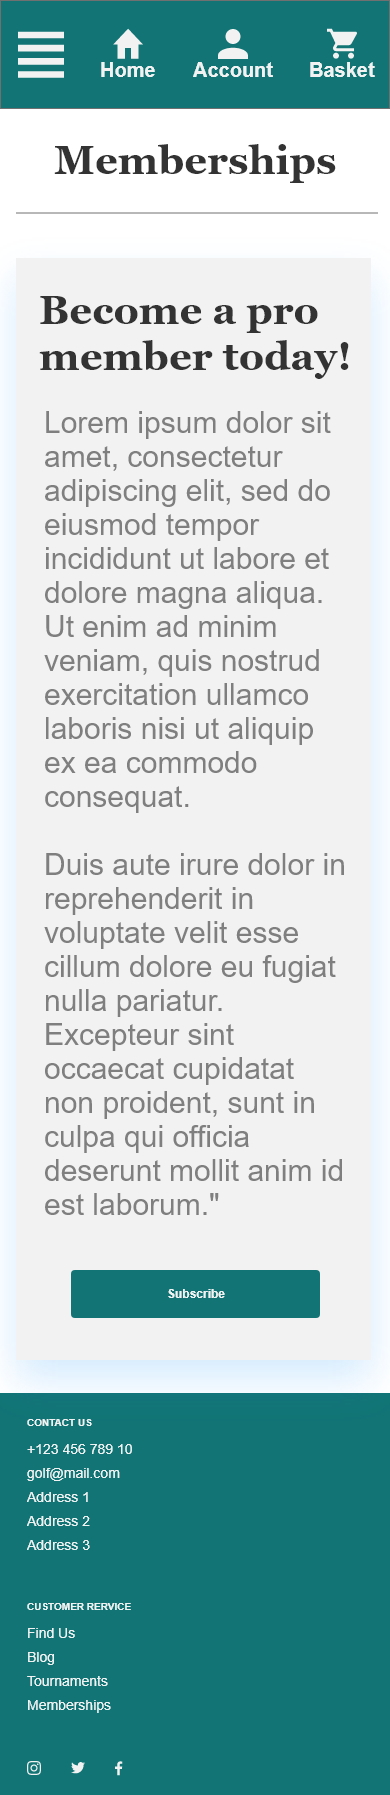 Home Account Basket
Memberships
Become a pro
member today!
Lorem ipsum dolor sit
amet, consectetur
adipiscing elit, sed do
eiusmod tempor
incididunt ut labore et
dolore magna aliqua.
Ut enim ad minim
veniam, quis nostrud
exercitation ullamco
laboris nisi ut aliquip
ex ea commodo
consequat.
Duis aute irure dolor in
reprehenderit in
voluptate velit esse
cillum dolore eu fugiat
nulla pariatur.
Excepteur sint
occaecat cupidatat
non proident, sunt in
culpa qui officia
deserunt mollit anim id
est laborum."
Subscribe
CONTACT US
+123 456 789 10
golf@mail.com
Address 1
Address 2
Address 3
CUSTOMER RERVICE
Find Us
Blog
Tournaments
Memberships